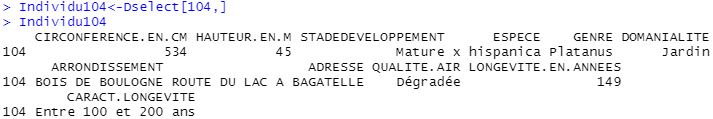 > Individu104<-Dselect[104,]
> Individu104
CIRCONFERENCE.EN.CM HAUTEUR.EN.M STADEDEVELOPPEMENT ESPECE GENRE DOMANIALITE
104 534 45 Mature x hispanica Platanus Jardin
ARRONDISSEMENT ADRESSE QUALITE.AIR LONGEVITE.EN.ANNEES
104 BOIS DE BOULOGNE ROUTE DU LAC A BAGATELLE Dégradée 149
CARACT.LONGEVITE
104 Entre 100 et 200 ans